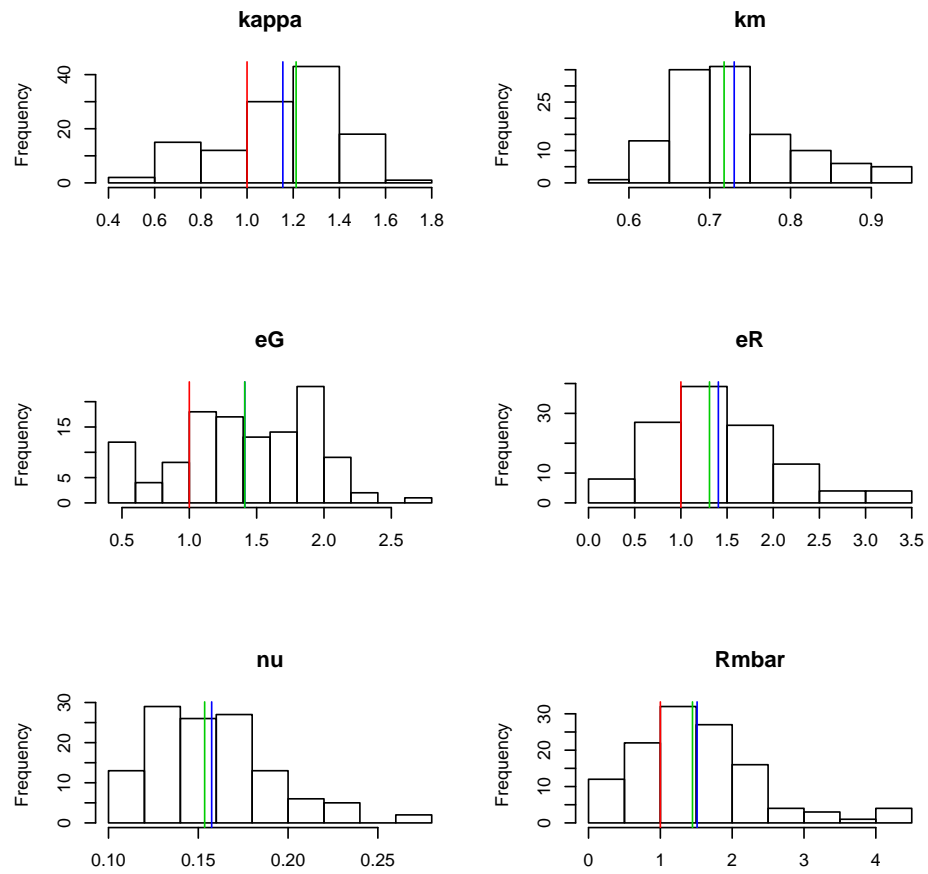 kappa
Frequency
0 20 40
0.4 0.6 0.8 1.0 1.2 1.4 1.6 1.8
km
Frequency
0 10 25
0.6 0.7 0.8 0.9
eG
Frequency
0 5 15
0.5 1.0 1.5 2.0 2.5
eR
Frequency
0 10 30
0.0 0.5 1.0 1.5 2.0 2.5 3.0 3.5
nu
Frequency
0 10 20 30
0.10 0.15 0.20 0.25
Rmbar
Frequency
0 10 20 30
0 1 2 3 4